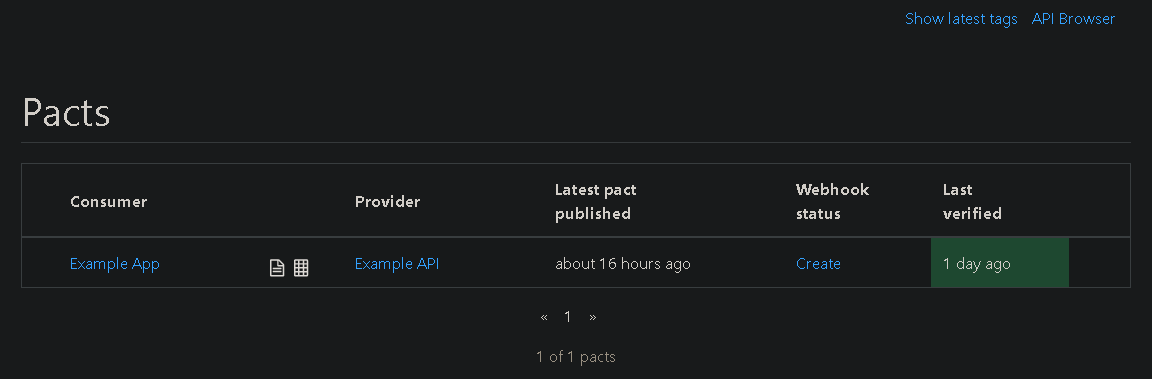 Show latest tags API Browser
Pacts
Consumer Provider Latest pact published Webhook status Last verified
Example App Example API about 16 hours ago Create 1 day ago
« 1 »
1 of 1 pacts